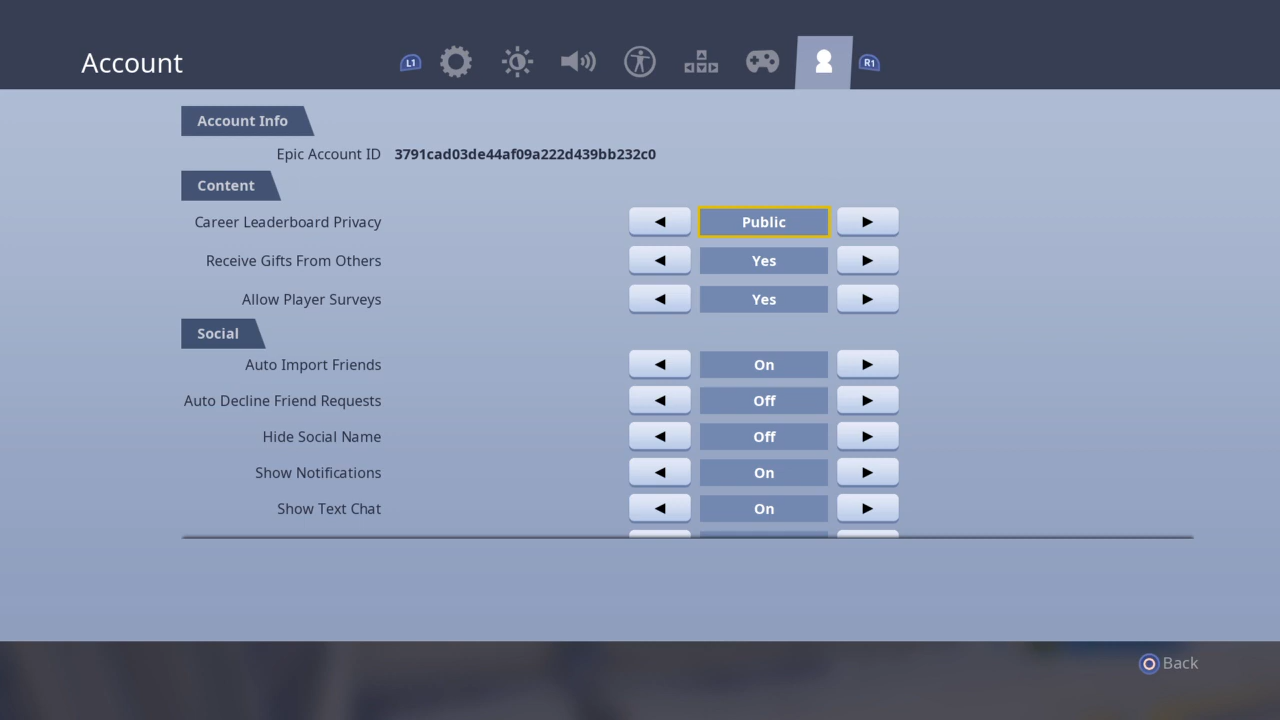 Account
L1
R1
Account Info
Epic Account ID 3791cad03de44af09a222d439bb232c0
Content
Career Leaderboard Privacy Public
Receive Gifts From Others Yes
Allow Player Surveys Yes
Social
Auto Import Friends On
Auto Decline Friend Requests Off
Hide Social Name Off
Show Notifications On
Show Text Chat On
Back